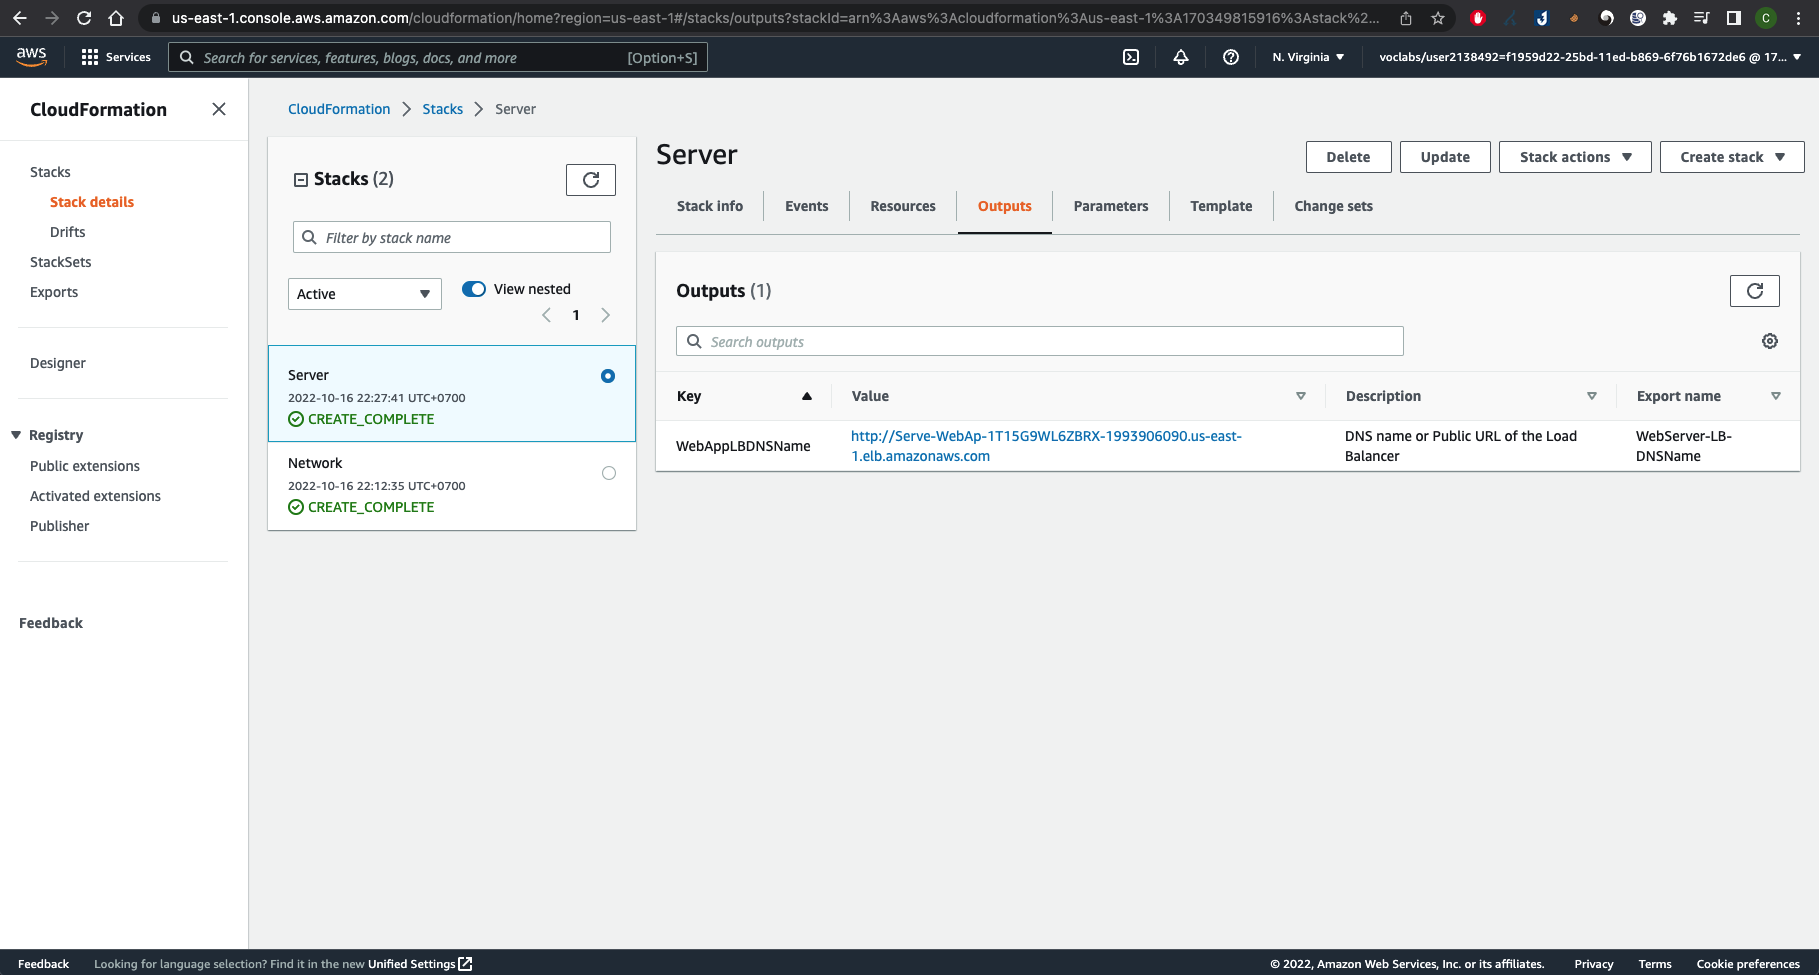 us-east-1.console.aws.amazon.com/cloudformation/home?region=us-east-1#/stacks/outputs?stackId=arn%3Aaws%3Acloudformation%3Aus-east-1%3A170349815916%3Astack%2...
C
aws
Services
Search for services, features, blogs, docs, and more
[Option+S]
N. Virginia
voclabs/user2138492=f1959d22-25bd-11ed-b869-6f76b1672de6 @ 17...
CloudFormation
Stacks
Stack details
Drifts
StackSets
Exports
Designer
Registry
Public extensions
Activated extensions
Publisher
Feedback
CloudFormation
Stacks
Server
Stacks (2)
Filter by stack name
Active
View nested
1
Server
2022-10-16 22:27:41 UTC+0700
CREATE_COMPLETE
Network
2022-10-16 22:12:35 UTC+0700
CREATE_COMPLETE
Server
Delete
Update
Stack actions
Create stack
Stack info
Events
Resources
Outputs
Parameters
Template
Change sets
Outputs (1)
Search outputs
Key
Value
Description
Export name
WebAppLBDNSName
http://Serve-WebAp-1T15G9WL6ZBRX-1993906090.us-east-
1.elb.amazonaws.com
DNS name or Public URL of the Load
Balancer
WebServer-LB-
DNSName
Feedback
Looking for language selection? Find it in the new Unified Settings
© 2022, Amazon Web Services, Inc. or its affiliates.
Privacy
Terms
Cookie preferences